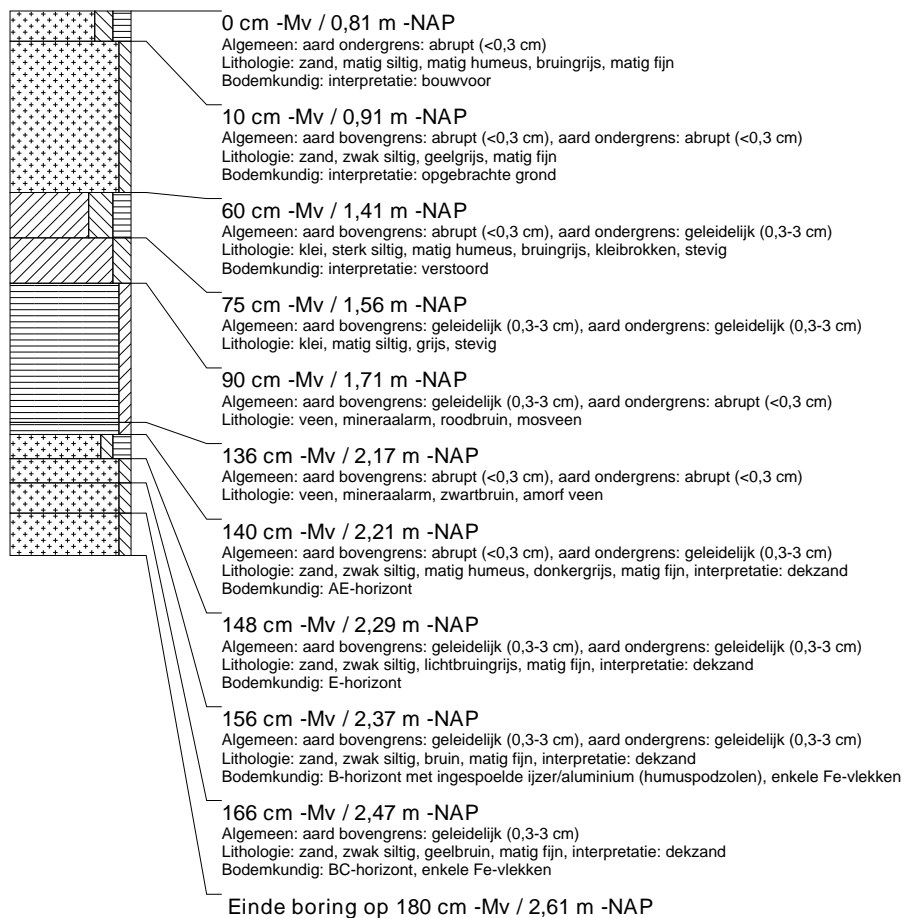 0 cm -Mv / 0,81 m -NAP
Algemeen: aard ondergrens: abrupt (<0,3 cm)
Lithologie: zand, matig siltig, matig humeus, bruingrijs, matig fijn
Bodemkundig: interpretatie: bouwvoor
10 cm -Mv / 0,91 m -NAP
Algemeen: aard bovengrens: abrupt (<0,3 cm), aard ondergrens: abrupt (<0,3 cm)
Lithologie: zand, zwak siltig, geelgrijs, matig fijn
Bodemkundig: interpretatie: opgebrachte grond
60 cm -Mv / 1,41 m -NAP
Algemeen: aard bovengrens: abrupt (<0,3 cm), aard ondergrens: geleidelijk (0,3-3 cm)
Lithologie: klei, sterk siltig, matig humeus, bruingrijs, kleibrokken, stevig
Bodemkundig: interpretatie: verstoord
75 cm -Mv / 1,56 m -NAP
Algemeen: aard bovengrens: geleidelijk (0,3-3 cm), aard ondergrens: geleidelijk (0,3-3 cm)
Lithologie: klei, matig siltig, grijs, stevig
90 cm -Mv / 1,71 m -NAP
Algemeen: aard bovengrens: geleidelijk (0,3-3 cm), aard ondergrens: abrupt (<0,3 cm)
Lithologie: veen, mineraalarm, roodbruin, mosveen
136 cm -Mv / 2,17 m -NAP
Algemeen: aard bovengrens: abrupt (<0,3 cm), aard ondergrens: abrupt (<0,3 cm)
Lithologie: veen, mineraalarm, zwartbruin, amorf veen
140 cm -Mv / 2,21 m -NAP
Algemeen: aard bovengrens: abrupt (<0,3 cm), aard ondergrens: geleidelijk (0,3-3 cm)
Lithologie: zand, zwak siltig, matig humeus, donkergrijs, matig fijn, interpretatie: dekzand
Bodemkundig: AE-horizont
148 cm -Mv / 2,29 m -NAP
Algemeen: aard bovengrens: geleidelijk (0,3-3 cm), aard ondergrens: geleidelijk (0,3-3 cm)
Lithologie: zand, zwak siltig, lichtbruingrijs, matig fijn, interpretatie: dekzand
Bodemkundig: E-horizont
156 cm -Mv / 2,37 m -NAP
Algemeen: aard bovengrens: geleidelijk (0,3-3 cm), aard ondergrens: geleidelijk (0,3-3 cm)
Lithologie: zand, zwak siltig, bruin, matig fijn, interpretatie: dekzand
Bodemkundig: B-horizont met ingespoelde ijzer/aluminium (humuspodzolen), enkele Fe-vlekken
166 cm -Mv / 2,47 m -NAP
Algemeen: aard bovengrens: geleidelijk (0,3-3 cm)
Lithologie: zand, zwak siltig, geelbruin, matig fijn, interpretatie: dekzand
Bodemkundig: BC-horizont, enkele Fe-vlekken
Einde boring op 180 cm -Mv / 2,61 m -NAP